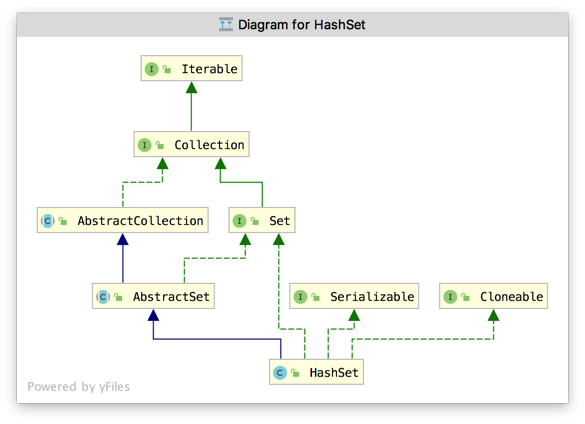 Diagram for HashSet
I Iterable
I Collection
C AbstractCollection
I Set
C AbstractSet
I Serializable
I Cloneable
C HashSet
Powered by yFiles